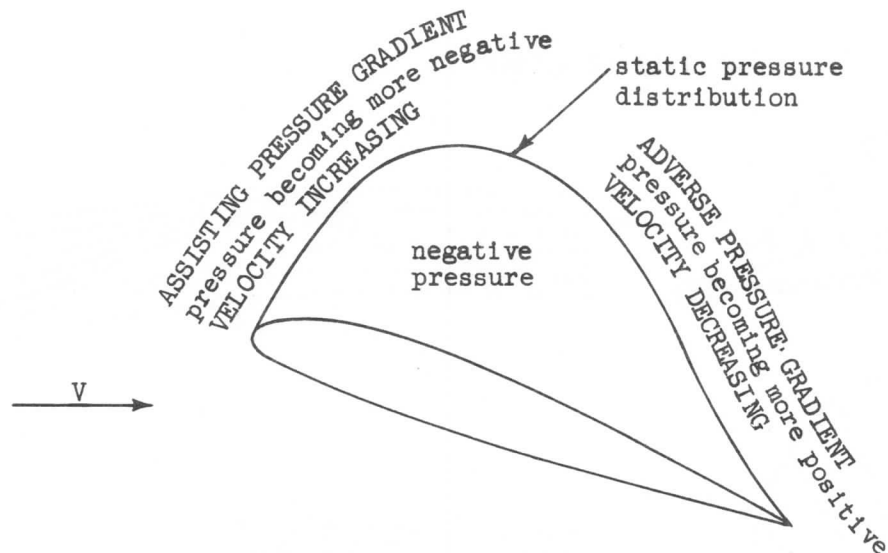 ASSISTING PRESSURE GRADIENT
pressure becoming more negative
VELOCITY INCREASING
static pressure
distribution
ADVERSE PRESSURE GRADIENT
pressure becoming more positive
VELOCITY DECREASING
negative
pressure
V